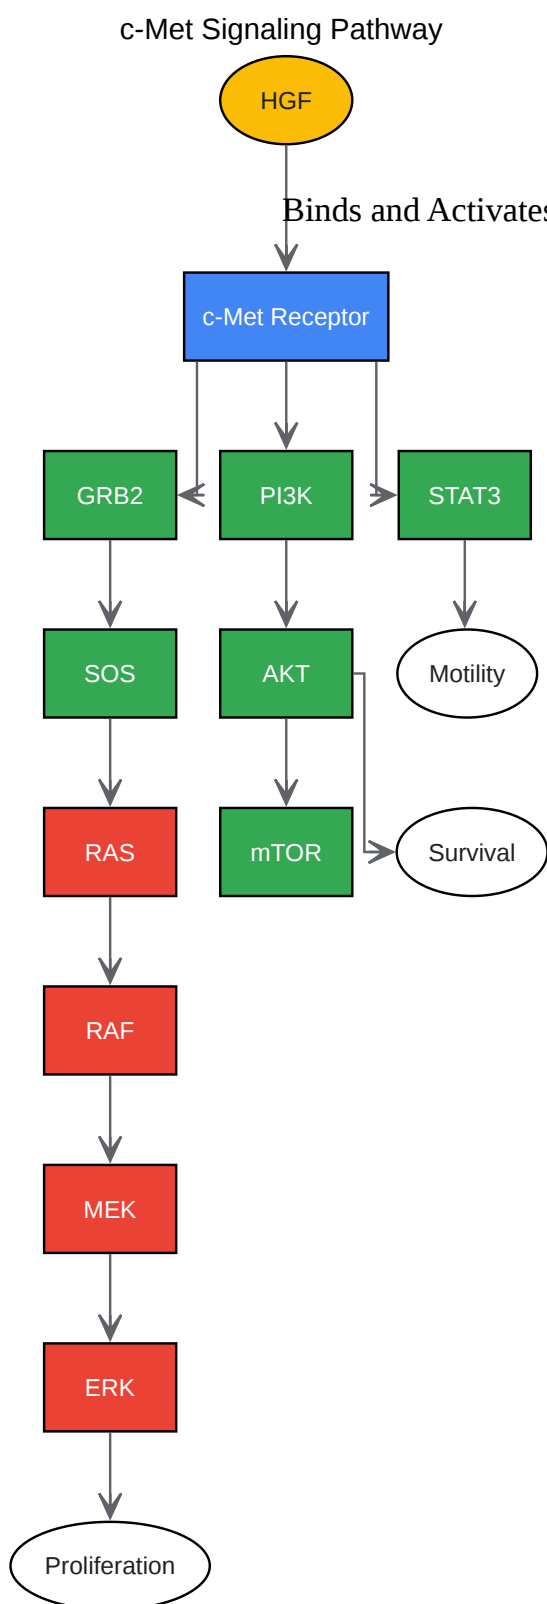 c-Met Signaling Pathway
HGF
Binds and Activates
c-Met Receptor
GRB2
PI3K
STAT3
SOS
AKT
Motility
RAS
mTOR
Survival
RAF
MEK
ERK
Proliferation